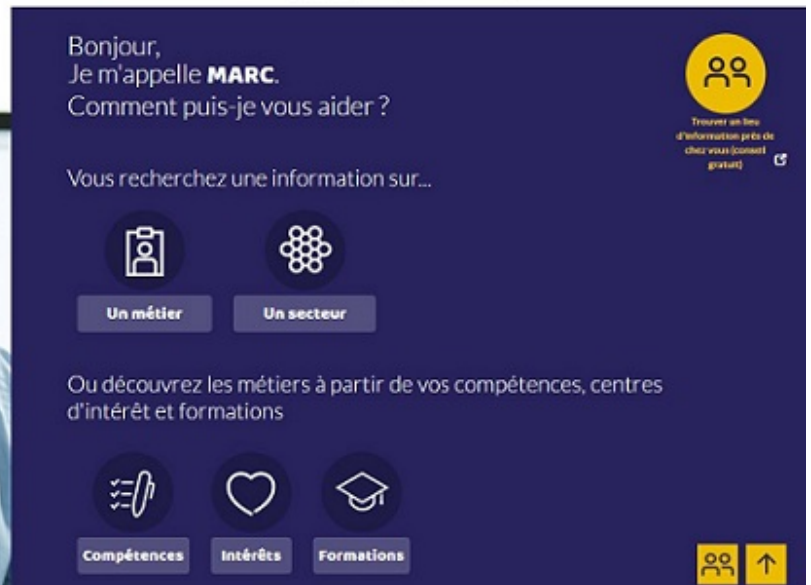 Bonjour,
Je m'appelle MARC.
Comment puis-je vous aider ?
Trouver un lieu
d'information près de
chez vous (conseil
gratuit)
Vous recherchez une information sur...
Un métier
Un secteur
Ou découvrez les métiers à partir de vos compétences, centres
d'intérêt et formations
Compétences
Intérêts
Formations